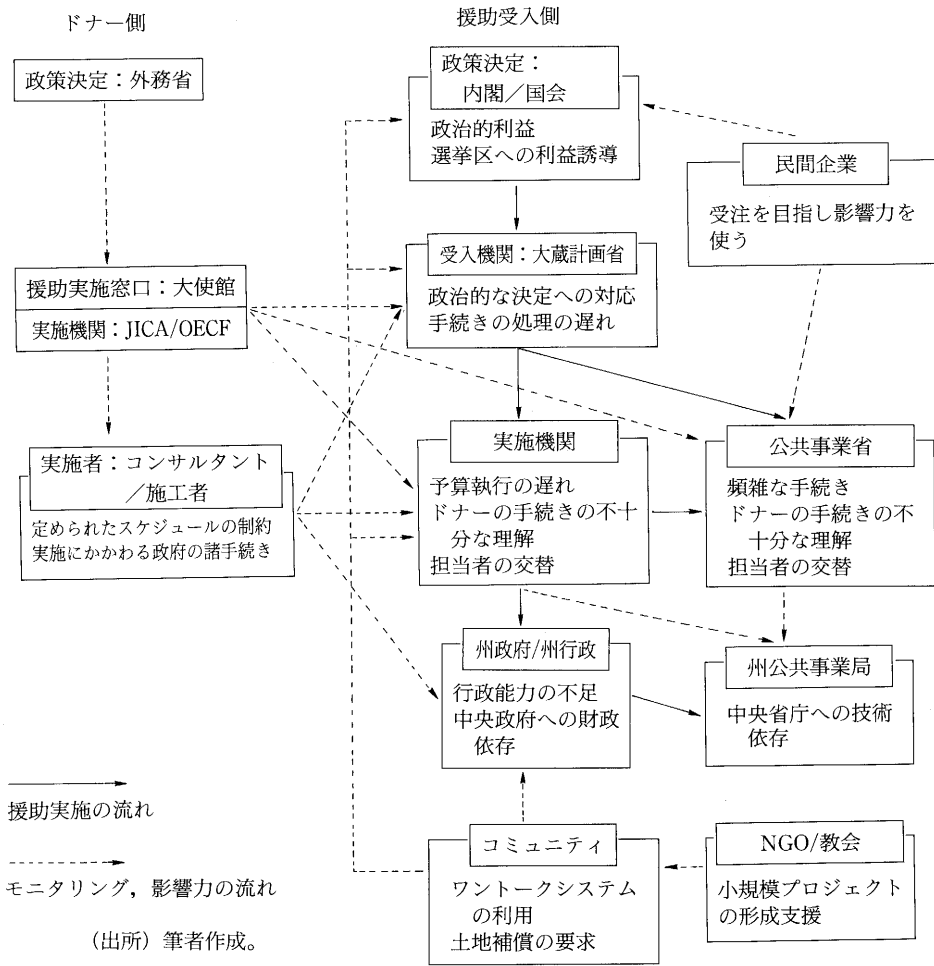 ドナー側
援助受入側
政策決定：外務省
政策決定：
内閣／国会
政治的利益
選挙区への利益誘導
民間企業
受注を目指し影響力を
使う
援助実施窓口：大使館
実施機関：JICA/OECF
受入機関：大蔵計画省
政治的な決定への対応
手続きの処理の遅れ
実施者：コンサルタント
／施工者
定められたスケジュールの制約
実施にかかわる政府の諸手続き
実施機関
予算執行の遅れ
ドナーの手続きの不十
分な理解
担当者の交替
公共事業省
頻雑な手続き
ドナーの手続きの不
十分な理解
担当者の交替
州政府/州行政
行政能力の不足
中央政府への財政
依存
州公共事業局
中央省庁への技術
依存
援助実施の流れ
モニタリング，影響力の流れ
（出所）筆者作成。
コミュニティ
ワントークシステム
の利用
土地補償の要求
NGO/教会
小規模プロジェクト
の形成支援